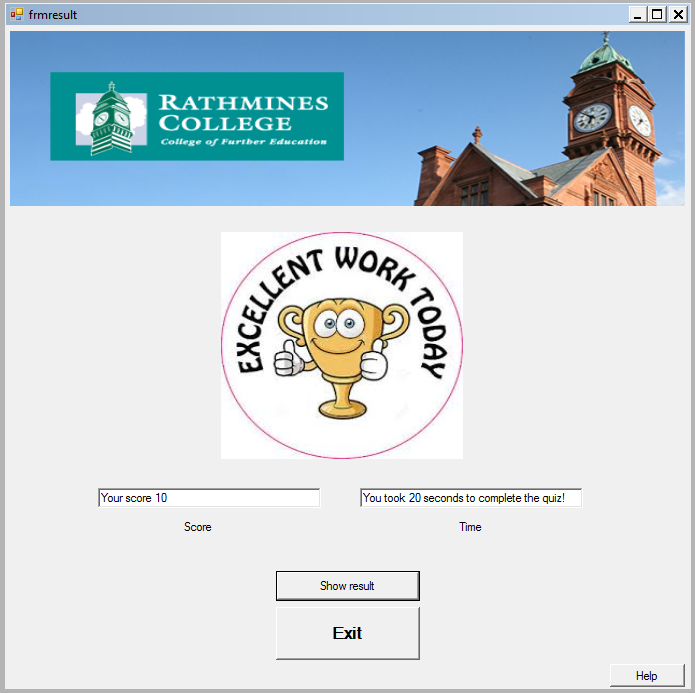 frmresult
RATHMINES
COLLEGE
College of Further Education
EXCELLENT WORK TODAY
Your score 10
You took 20 seconds to complete the quiz!
Score
Time
Show result
Exit
Help